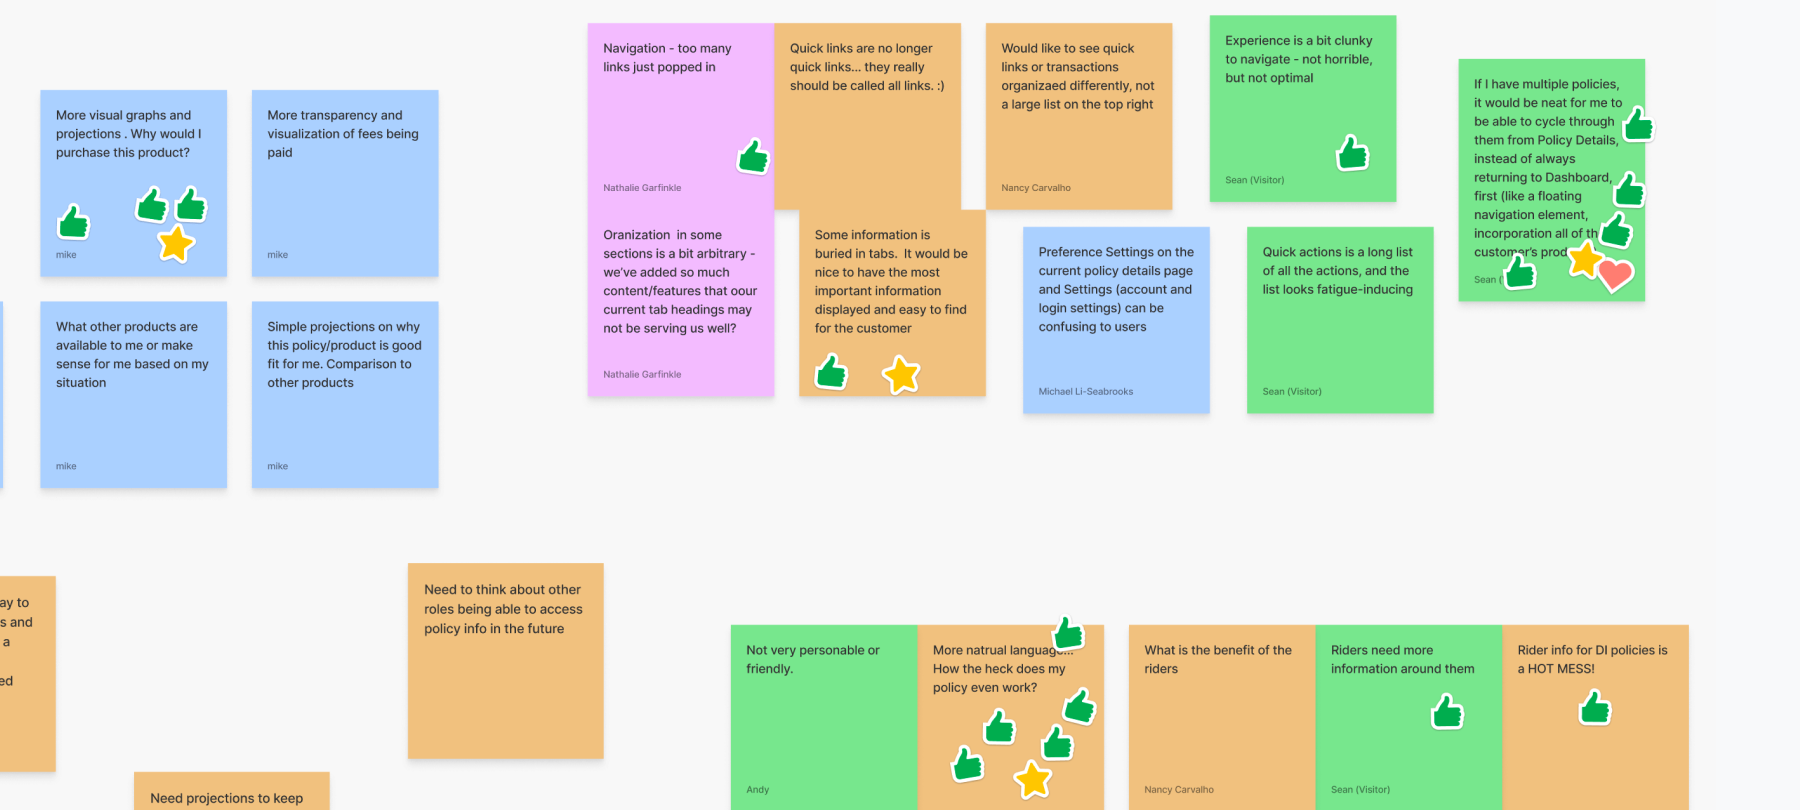 More visual graphs and
projections . Why would I
purchase this product?
mike
More transparency and
visualization of fees being
paid
mike
What other products are
available to me or make
sense for me based on my
situation
mike
Simple projections on why
this policy/product is good
fit for me. Comparison to
other products
mike
Navigation - too many
links just popped in
Nathalie Garfinkle
Quick links are no longer
quick links... they really
should be called all links. :)
Would like to see quick
links or transactions
organizaed differently, not
a large list on the top right
Nancy Carvalho
Experience is a bit clunky
to navigate - not horrible,
but not optimal
Sean (Visitor)
If I have multiple policies,
it would be neat for me to
be able to cycle through
them from Policy Details,
instead of always
returning to Dashboard,
first (like a floating
navigation element,
incorporation all of th
customer's prod
Sean (
Oranization in some
sections is a bit arbitrary -
we've added so much
content/features that oour
current tab headings may
not be serving us well?
Nathalie Garfinkle
Some information is
buried in tabs. It would be
nice to have the most
important information
displayed and easy to find
for the customer
Preference Settings on the
current policy details page
and Settings (account and
login settings) can be
confusing to users
Michael Li-Seabrooks
Quick actions is a long list
of all the actions, and the
list looks fatigue-inducing
Sean (Visitor)
ay to
s and
a
ed
Need to think about other
roles being able to access
policy info in the future
Need projections to keep
Not very personable or
friendly.
Andy
More natrual language...
How the heck does my
policy even work?
What is the benefit of the
riders
Nancy Carvalho
Riders need more
information around them
Sean (Visitor)
Rider info for DI policies is
a HOT MESS!